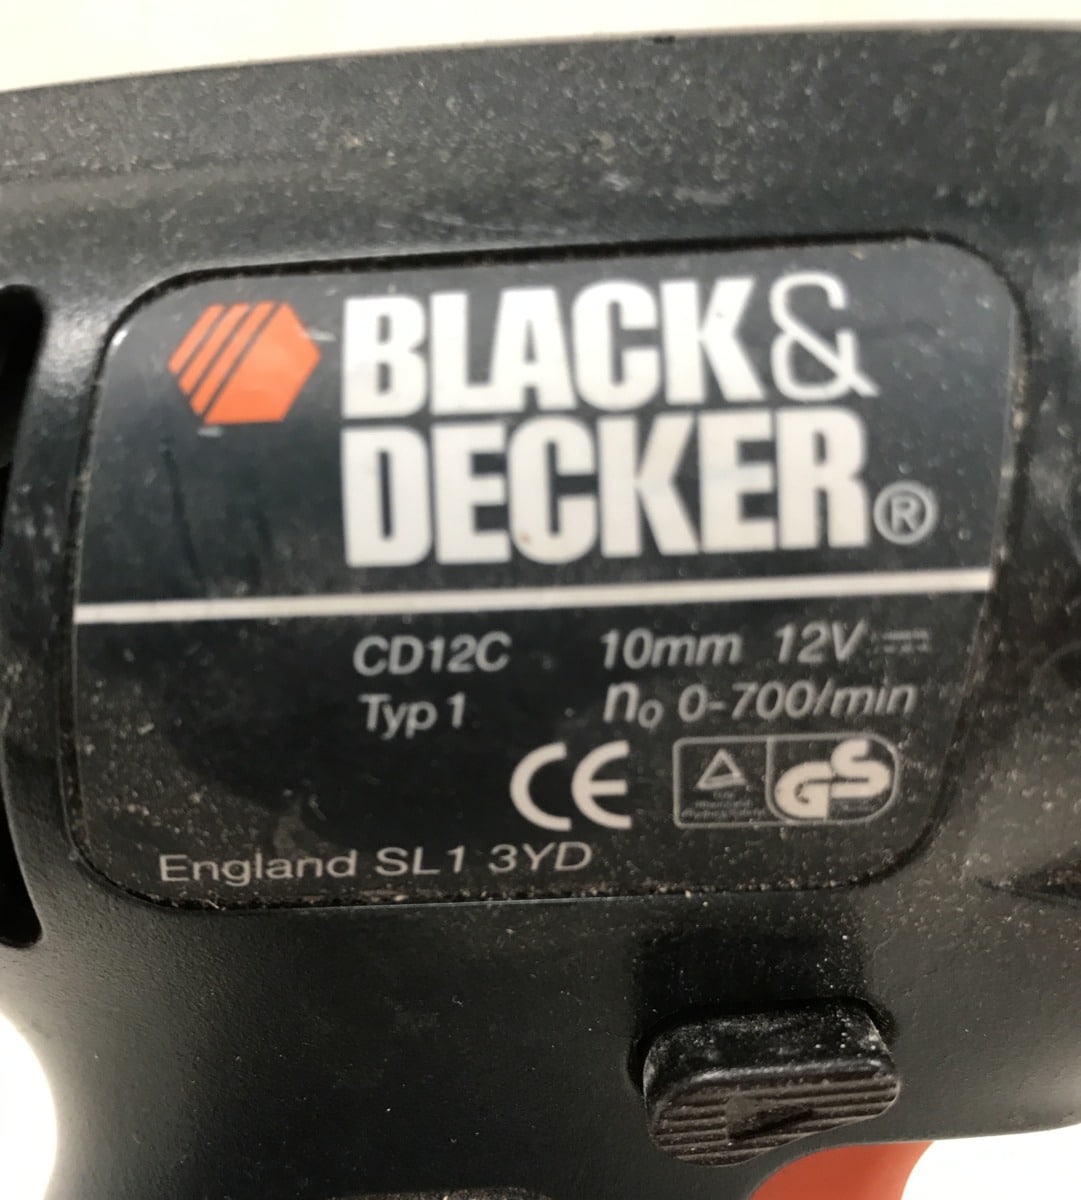 BLACK&
DECKER®
CD12C 10mm 12V ⎓
Typ 1 n₀ 0-700/min
CE GS
England SL1 3YD